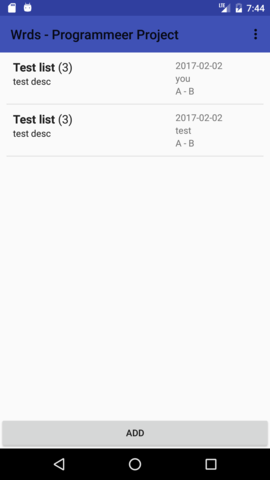 7:44
Wrds - Programmeer Project
Test list (3)
test desc
2017-02-02
you
A - B
Test list (3)
test desc
2017-02-02
test
A - B
ADD